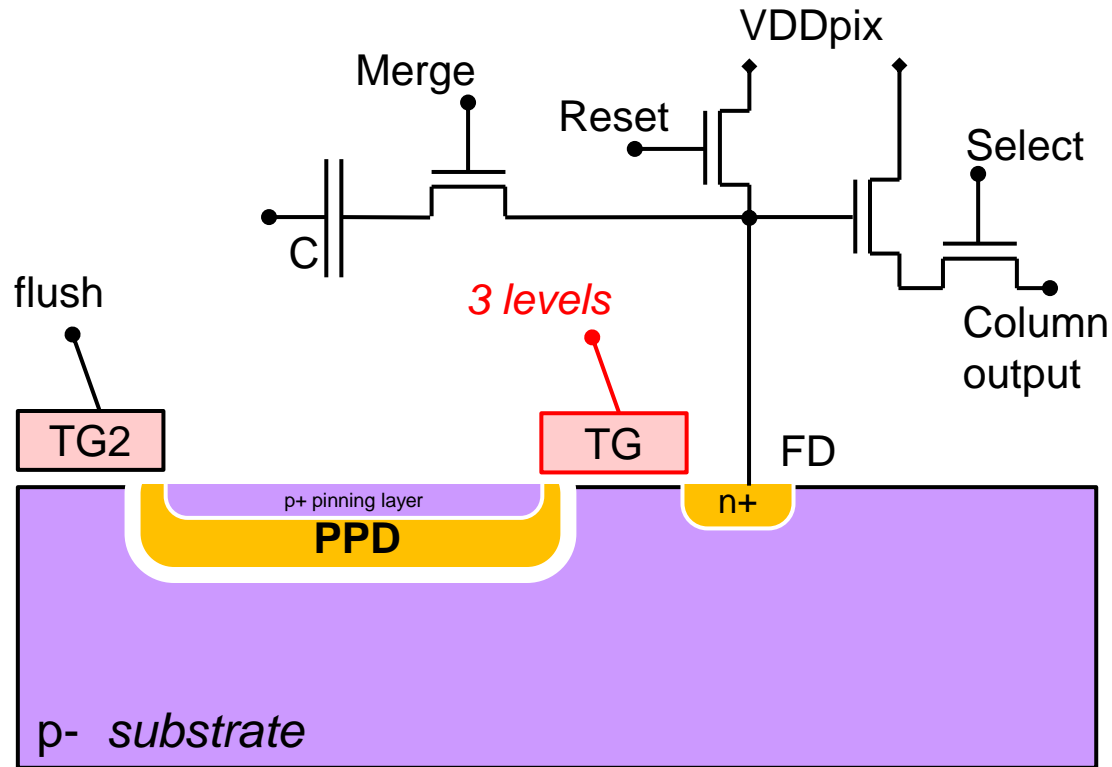 VDDpix
Merge
Reset
Select
C
flush
3 levels
Column
output
TG2
TG
FD
p+ pinning layer
n+
PPD
p- substrate